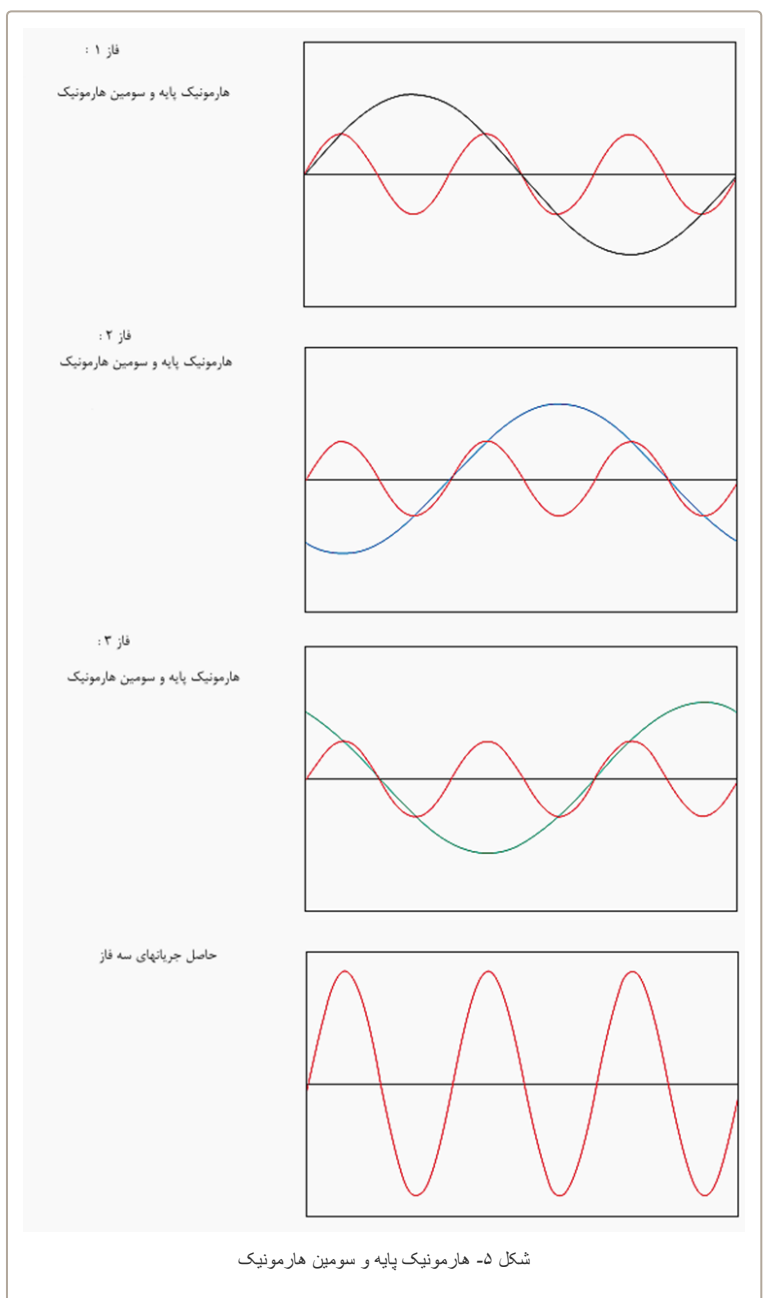 فاز ۱ :
هارمونیک پایه و سومین هارمونیک
فاز ۲ :
هارمونیک پایه و سومین هارمونیک
فاز ۳ :
هارمونیک پایه و سومین هارمونیک
حاصل جریانهای سه فاز
شکل ۵- هارمونیک پایه و سومین هارمونیک